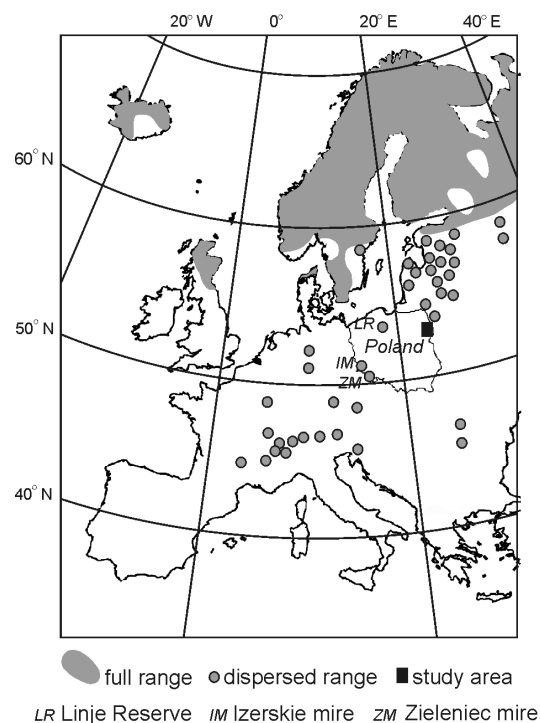 20° W 0° 20° E 40° E
60° N
50° N
LR
Poland
IM
ZM
40° N
full range dispersed range study area
LR Linje Reserve IM Izerskie mire ZM Zieleniec mire